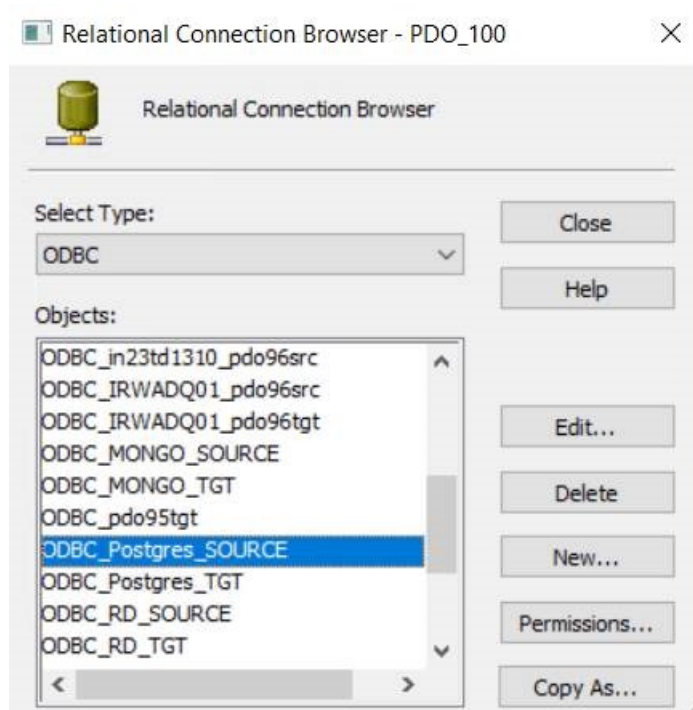 Relational Connection Browser - PDO_100
Relational Connection Browser
Select Type:
ODBC
Close
Help
Objects:
ODBC_in23td1310_pdo96src
ODBC_IRWADQ01_pdo96src
ODBC_IRWADQ01_pdo96tgt
ODBC_MONGO_SOURCE
ODBC_MONGO_TGT
ODBC_pdo95tgt
ODBC_Postgres_SOURCE
ODBC_Postgres_TGT
ODBC_RD_SOURCE
ODBC_RD_TGT
Edit...
Delete
New...
Permissions...
Copy As...